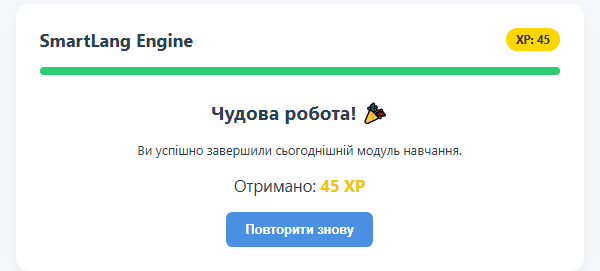 SmartLang Engine
XP: 45
Чудова робота! 🎉
Ви успішно завершили сьогоднішній модуль навчання.
Отримано: 45 XP
Повторити знову